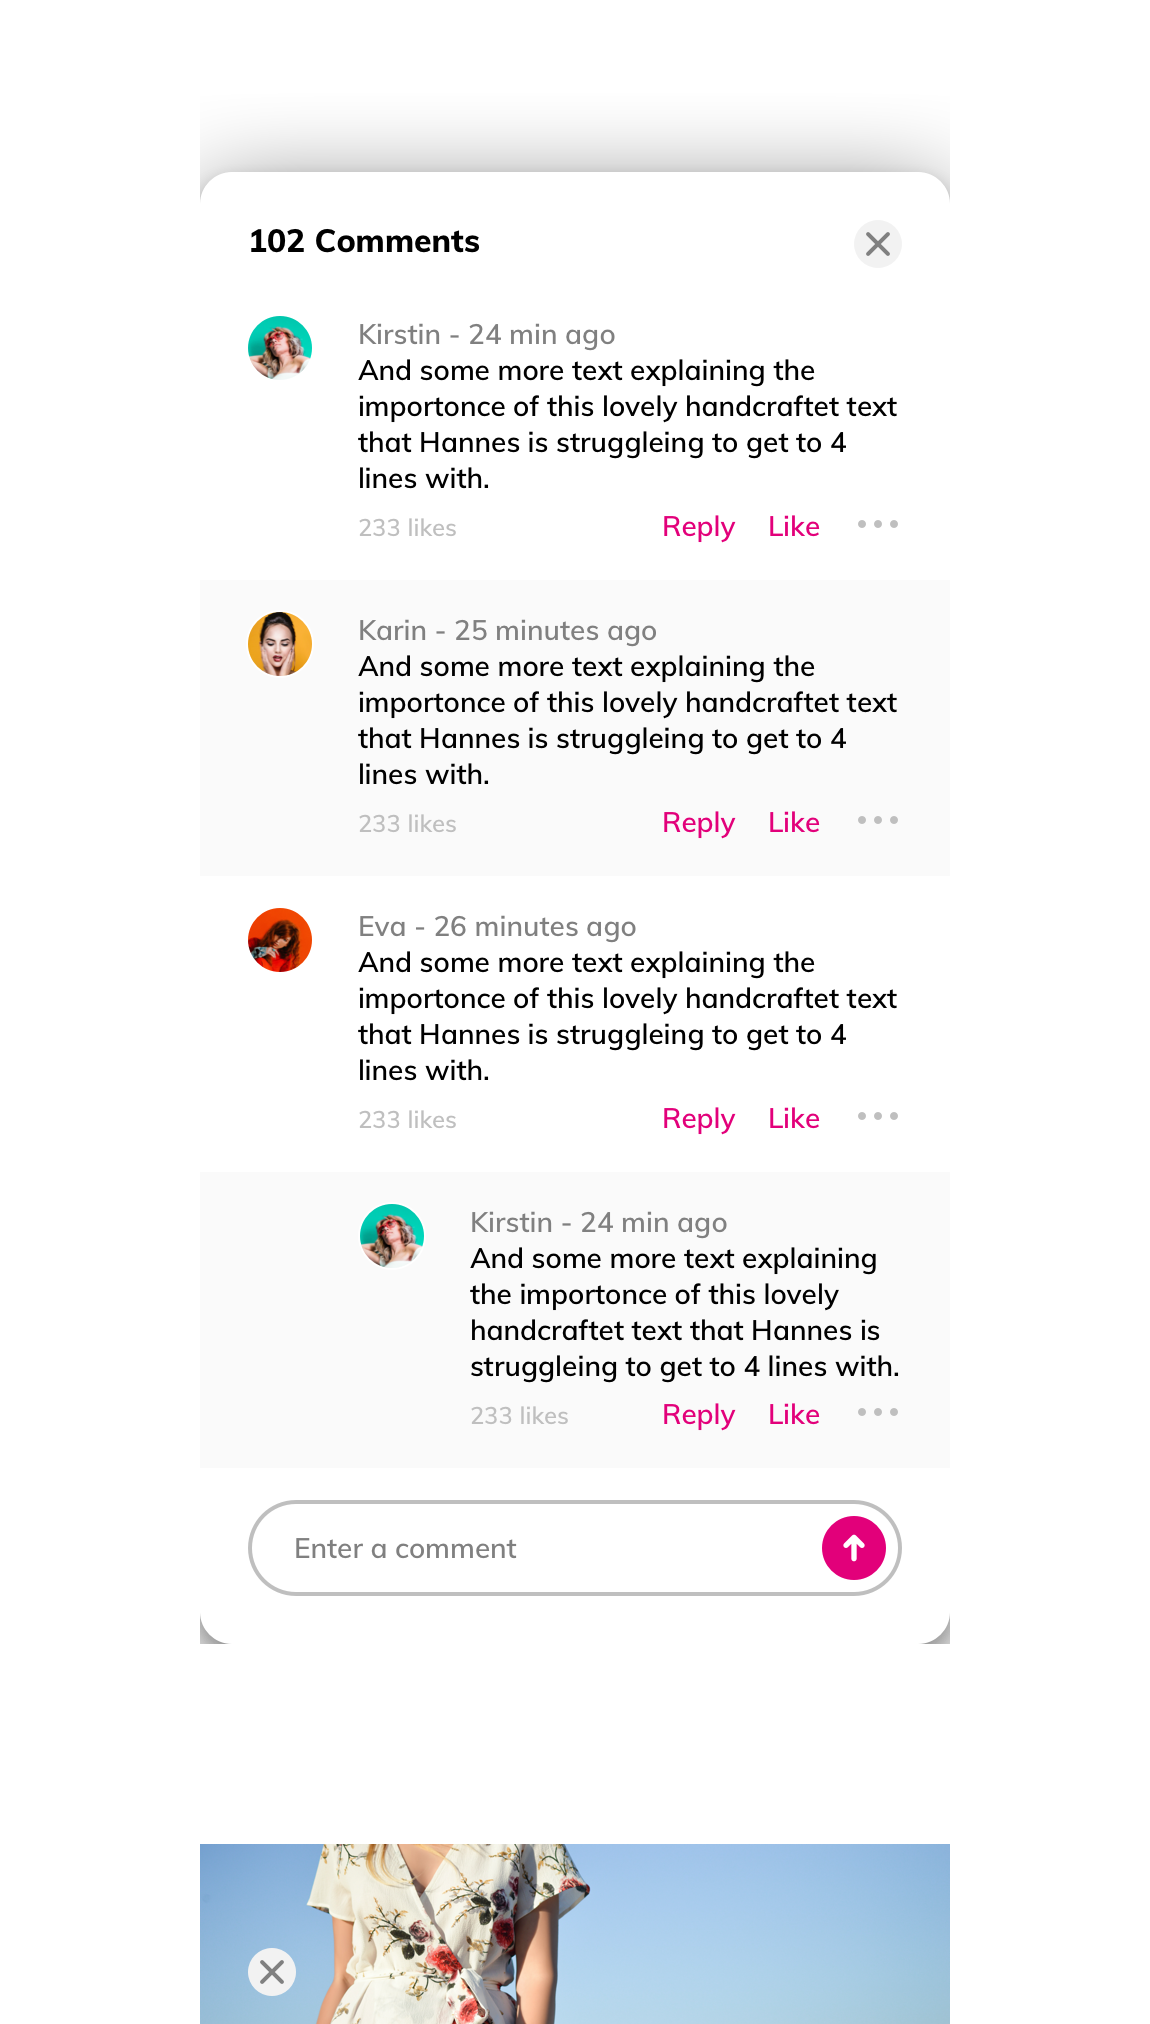 102 Comments
Kirstin - 24 min ago
And some more text explaining the
importonce of this lovely handcraftet text
that Hannes is struggleing to get to 4
lines with.
233 likes Reply Like
Karin - 25 minutes ago
And some more text explaining the
importonce of this lovely handcraftet text
that Hannes is struggleing to get to 4
lines with.
233 likes Reply Like
Eva - 26 minutes ago
And some more text explaining the
importonce of this lovely handcraftet text
that Hannes is struggleing to get to 4
lines with.
233 likes Reply Like
Kirstin - 24 min ago
And some more text explaining
the importonce of this lovely
handcraftet text that Hannes is
struggleing to get to 4 lines with.
233 likes Reply Like
Enter a comment